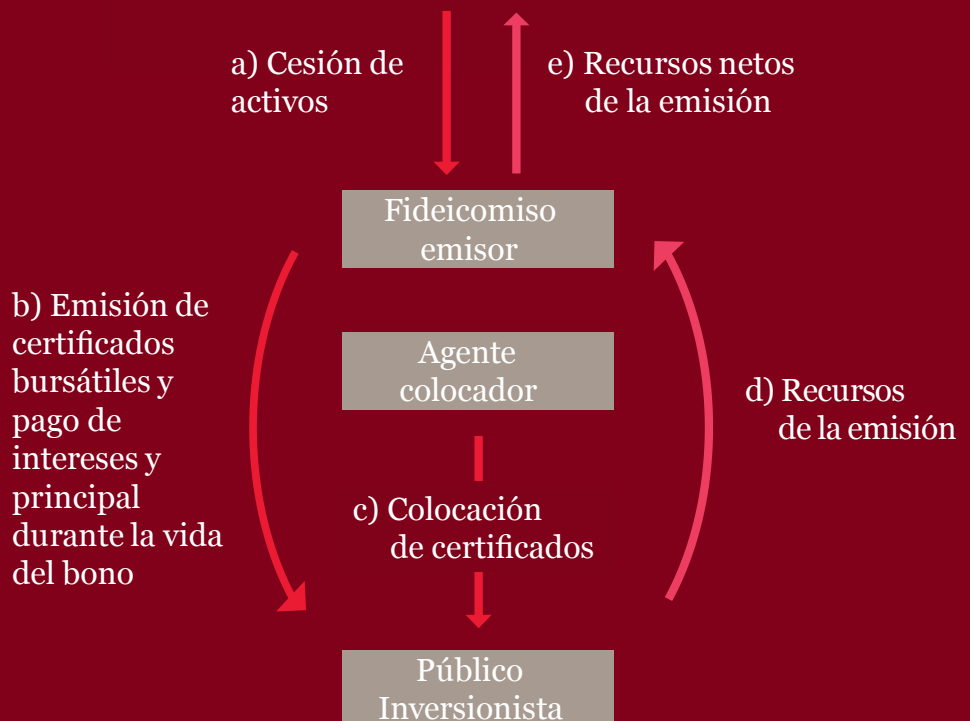 a) Cesión de
activos
e) Recursos netos
de la emisión
Fideicomiso
emisor
b) Emisión de
certificados
bursátiles y
pago de
intereses y
principal
durante la vida
del bono
Agente
colocador
d) Recursos
de la emisión
c) Colocación
de certificados
Público
Inversionista